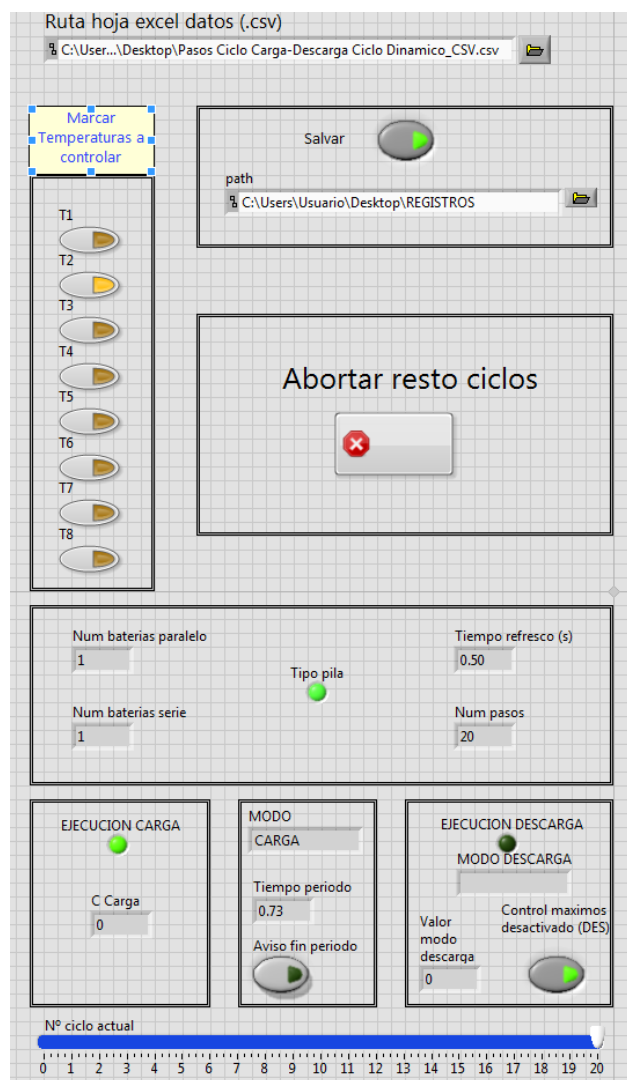 Ruta hoja excel datos (.csv)
C:\User...\Desktop\Pasos Ciclo Carga-Descarga Ciclo Dinamico_CSV.csv
Marcar
Temperaturas a
controlar
Salvar
path
C:\Users\Usuario\Desktop\REGISTROS
T1
T2
T3
T4
T5
T6
T7
T8
Abortar resto ciclos
Num baterias paralelo
1
Tipo pila
Tiempo refresco (s)
0.50
Num baterias serie
1
Num pasos
20
EJECUCION CARGA
C Carga
0
MODO
CARGA
Tiempo periodo
0.73
Aviso fin periodo
EJECUCION DESCARGA
MODO DESCARGA
Valor
modo
descarga
0
Control maximos
desactivado (DES)
Nº ciclo actual
0 1 2 3 4 5 6 7 8 9 10 11 12 13 14 15 16 17 18 19 20